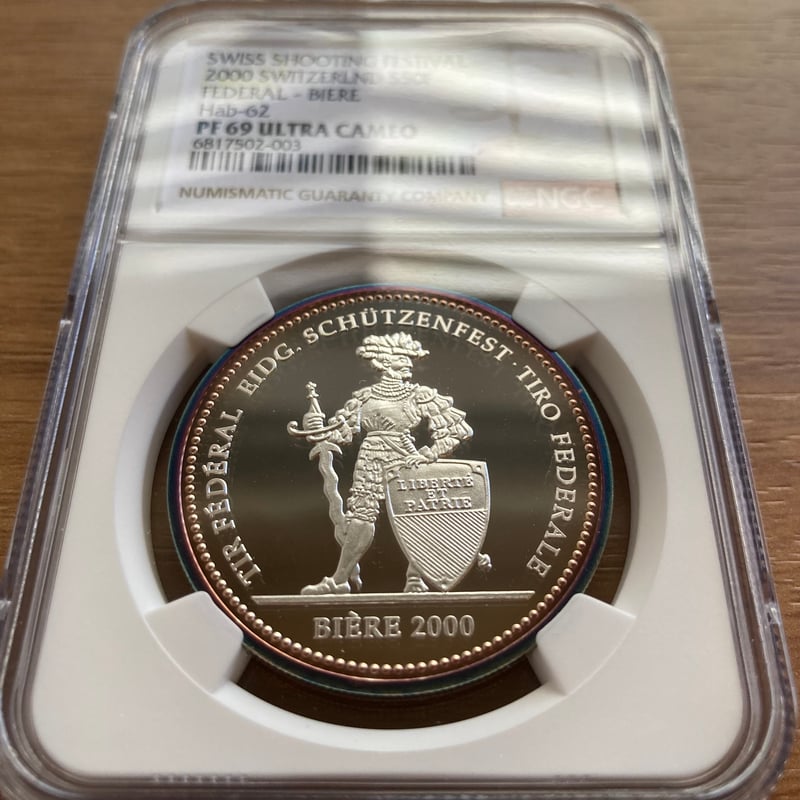 SWISS SHOOTING FESTIVAL
2000 SWITZERLND S50F
FEDERAL - BIERE
Hab-62
PF 69 ULTRA CAMEO
6817502-003
NUMISMATIC GUARANTY COMPANY NGC
TIR FÉDÉRAL EIDG. SCHÜTZENFEST · TIRO FEDERALE
LIBERTÉ
ET
PATRIE
BIÈRE 2000